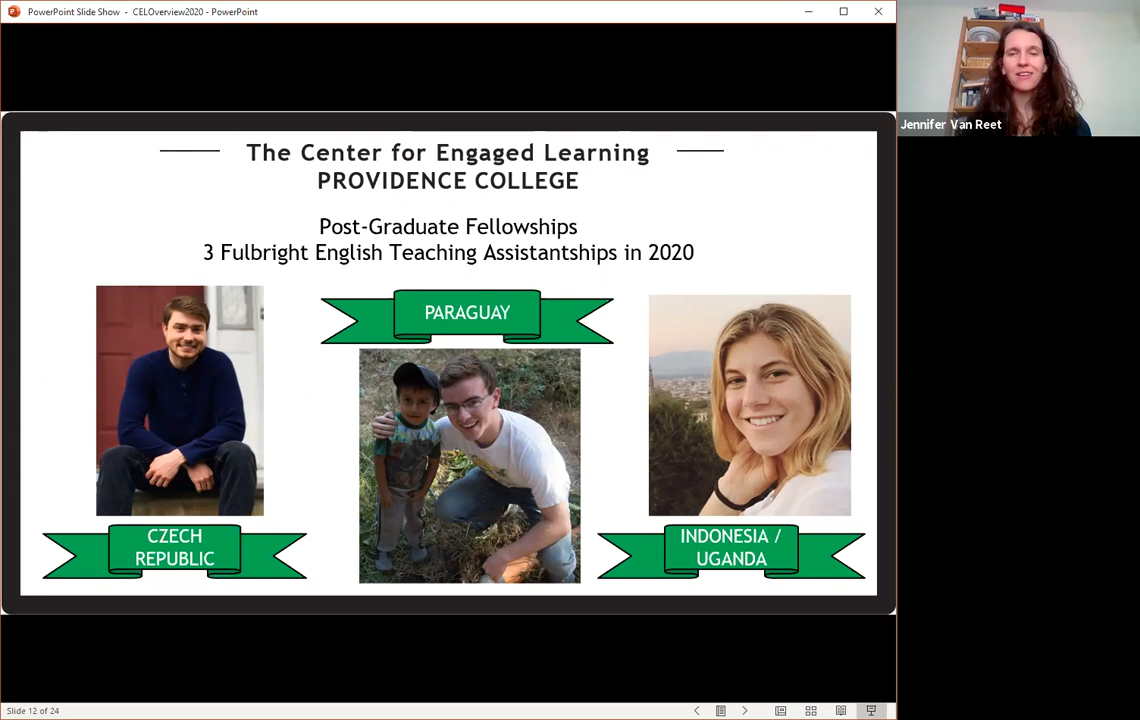 PowerPoint Slide Show - CELOverview2020 - PowerPoint
Jennifer Van Reet
The Center for Engaged Learning
PROVIDENCE COLLEGE
Post-Graduate Fellowships
3 Fulbright English Teaching Assistantships in 2020
PARAGUAY
CZECH
REPUBLIC
INDONESIA /
UGANDA
Slide 12 of 24